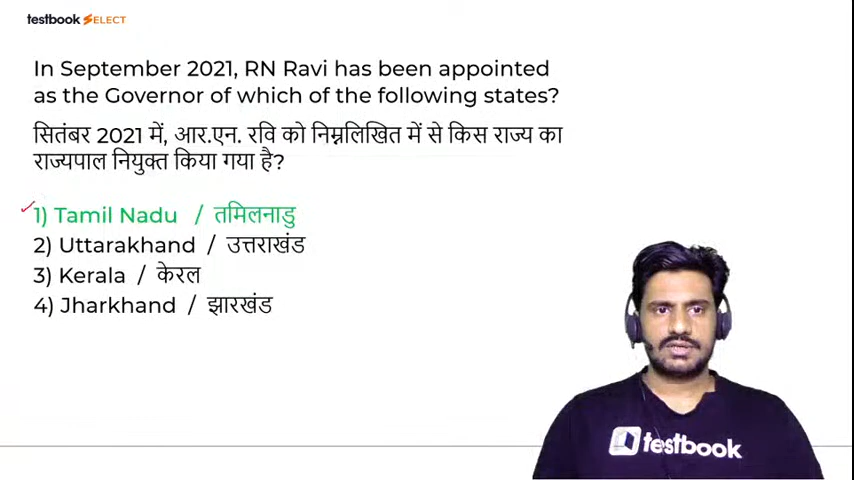 testbook SELECT
In September 2021, RN Ravi has been appointed
as the Governor of which of the following states?
सितंबर 2021 में, आर.एन. रवि को निम्नलिखित में से किस राज्य का
राज्यपाल नियुक्त किया गया है?
1) Tamil Nadu / तमिलनाडु
2) Uttarakhand / उत्तराखंड
3) Kerala / केरल
4) Jharkhand / झारखंड
testbook